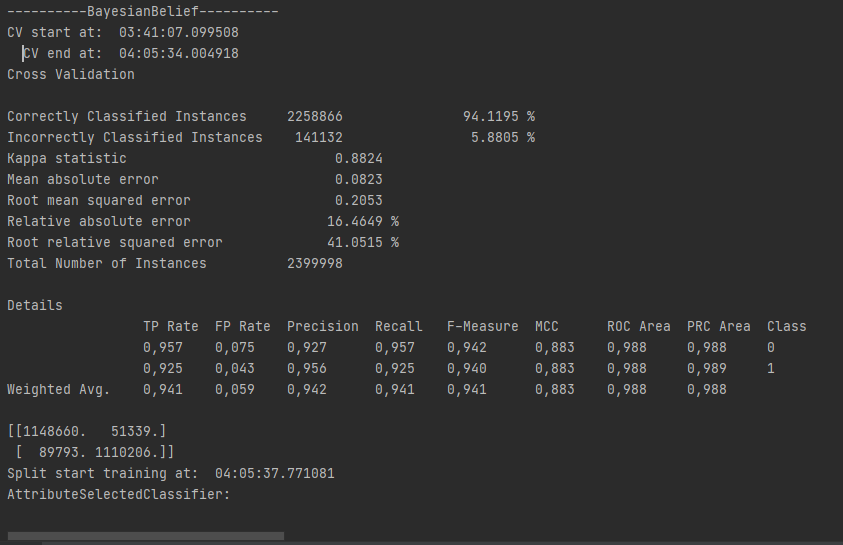 ----------BayesianBelief----------
CV start at:  03:41:07.099508
  CV end at:  04:05:34.004918
Cross Validation
Correctly Classified Instances     2258866               94.1195 %
Incorrectly Classified Instances    141132                5.8805 %
Kappa statistic                          0.8824
Mean absolute error                      0.0823
Root mean squared error                  0.2053
Relative absolute error                 16.4649 %
Root relative squared error             41.0515 %
Total Number of Instances          2399998
Details
                 TP Rate  FP Rate  Precision  Recall   F-Measure  MCC      ROC Area  PRC Area  Class
                 0,957    0,075    0,927      0,957    0,942      0,883    0,988     0,988     0
                 0,925    0,043    0,956      0,925    0,940      0,883    0,988     0,989     1
Weighted Avg.    0,941    0,059    0,942      0,941    0,941      0,883    0,988     0,988
[[1148660.   51339.]
 [  89793. 1110206.]]
Split start training at:  04:05:37.771081
AttributeSelectedClassifier: